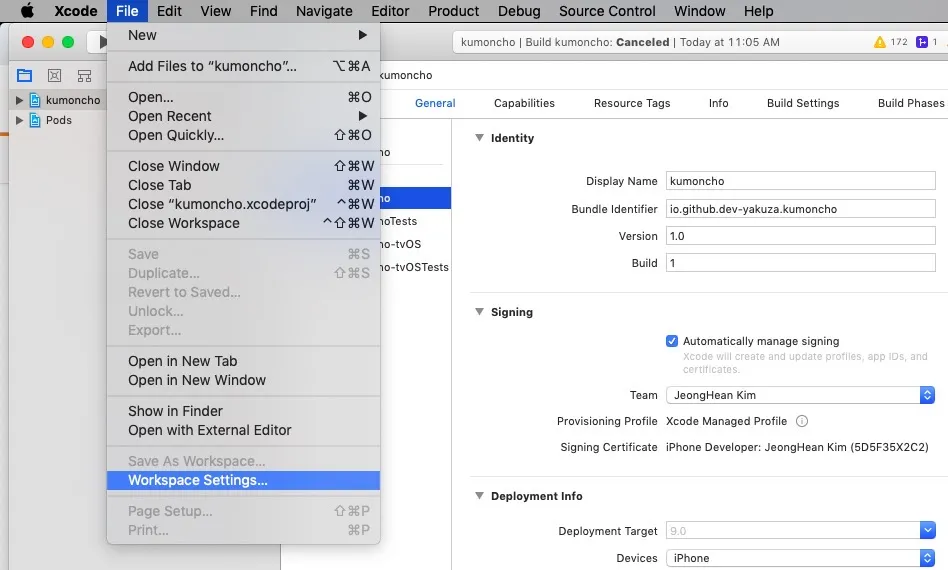 Xcode File Edit View Find Navigate Editor Product Debug Source Control Window Help
kumoncho | Build kumoncho: Canceled | Today at 11:05 AM 172 1
New
Add Files to “kumoncho”... ⌥⌘A
Open... ⌘O
Open Recent
Open Quickly... ⇧⌘O
Close Window ⇧⌘W
Close Tab ⌘W
Close “kumoncho.xcodeproj” ^⌘W
Close Workspace ^⇧⌘W
Save ⌘S
Duplicate... ⇧⌘S
Revert to Saved...
Unlock...
Export...
Open in New Tab
Open in New Window
Show in Finder
Open with External Editor
Save As Workspace...
Workspace Settings...
Page Setup... ⇧⌘P
Print... ⌘P
kumoncho
Pods
kumoncho
General Capabilities Resource Tags Info Build Settings Build Phases
ho
ho
hoTests
ho-tvOS
ho-tvOSTests
Identity
Display Name kumoncho
Bundle Identifier io.github.dev-yakuza.kumoncho
Version 1.0
Build 1
Signing
Automatically manage signing
Xcode will create and update profiles, app IDs, and
certificates.
Team JeongHean Kim
Provisioning Profile Xcode Managed Profile
Signing Certificate iPhone Developer: JeongHean Kim (5D5F35X2C2)
Deployment Info
Deployment Target 9.0
Devices iPhone